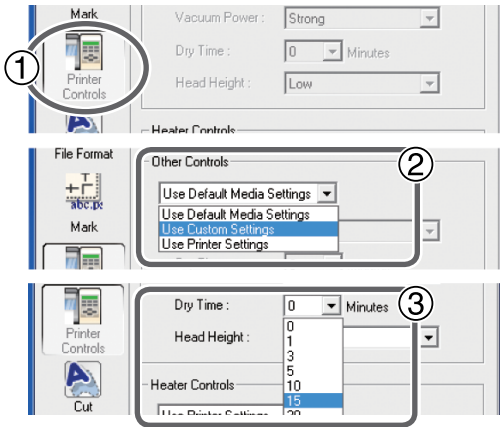 Mark
Vacuum Power : Strong
①
Dry Time : 0 Minutes
Printer
Controls
Head Height : Low
Heater Controls
File Format
Other Controls
②
Use Default Media Settings
abc.ps
Use Default Media Settings
Mark
Use Custom Settings
Use Printer Settings
Dry Time : 0 Minutes
③
0
Printer
Controls
Head Height :
1
3
5
Heater Controls
10
15
Cut
Use Printer Settings
20